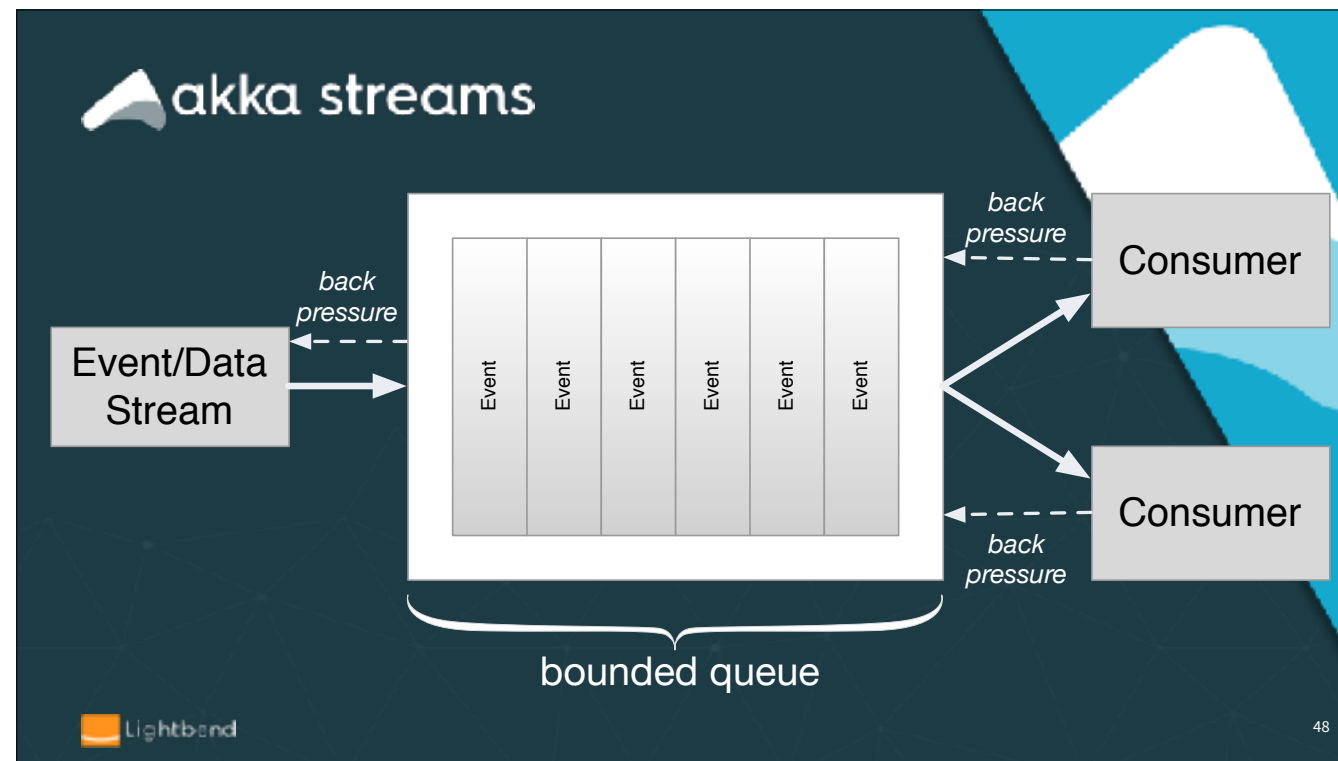 akka streams
back
pressure
Event/Data
Stream
Event
Event
Event
Event
Event
Event
back
pressure
Consumer
Consumer
back
pressure
bounded queue
Lightbend
48